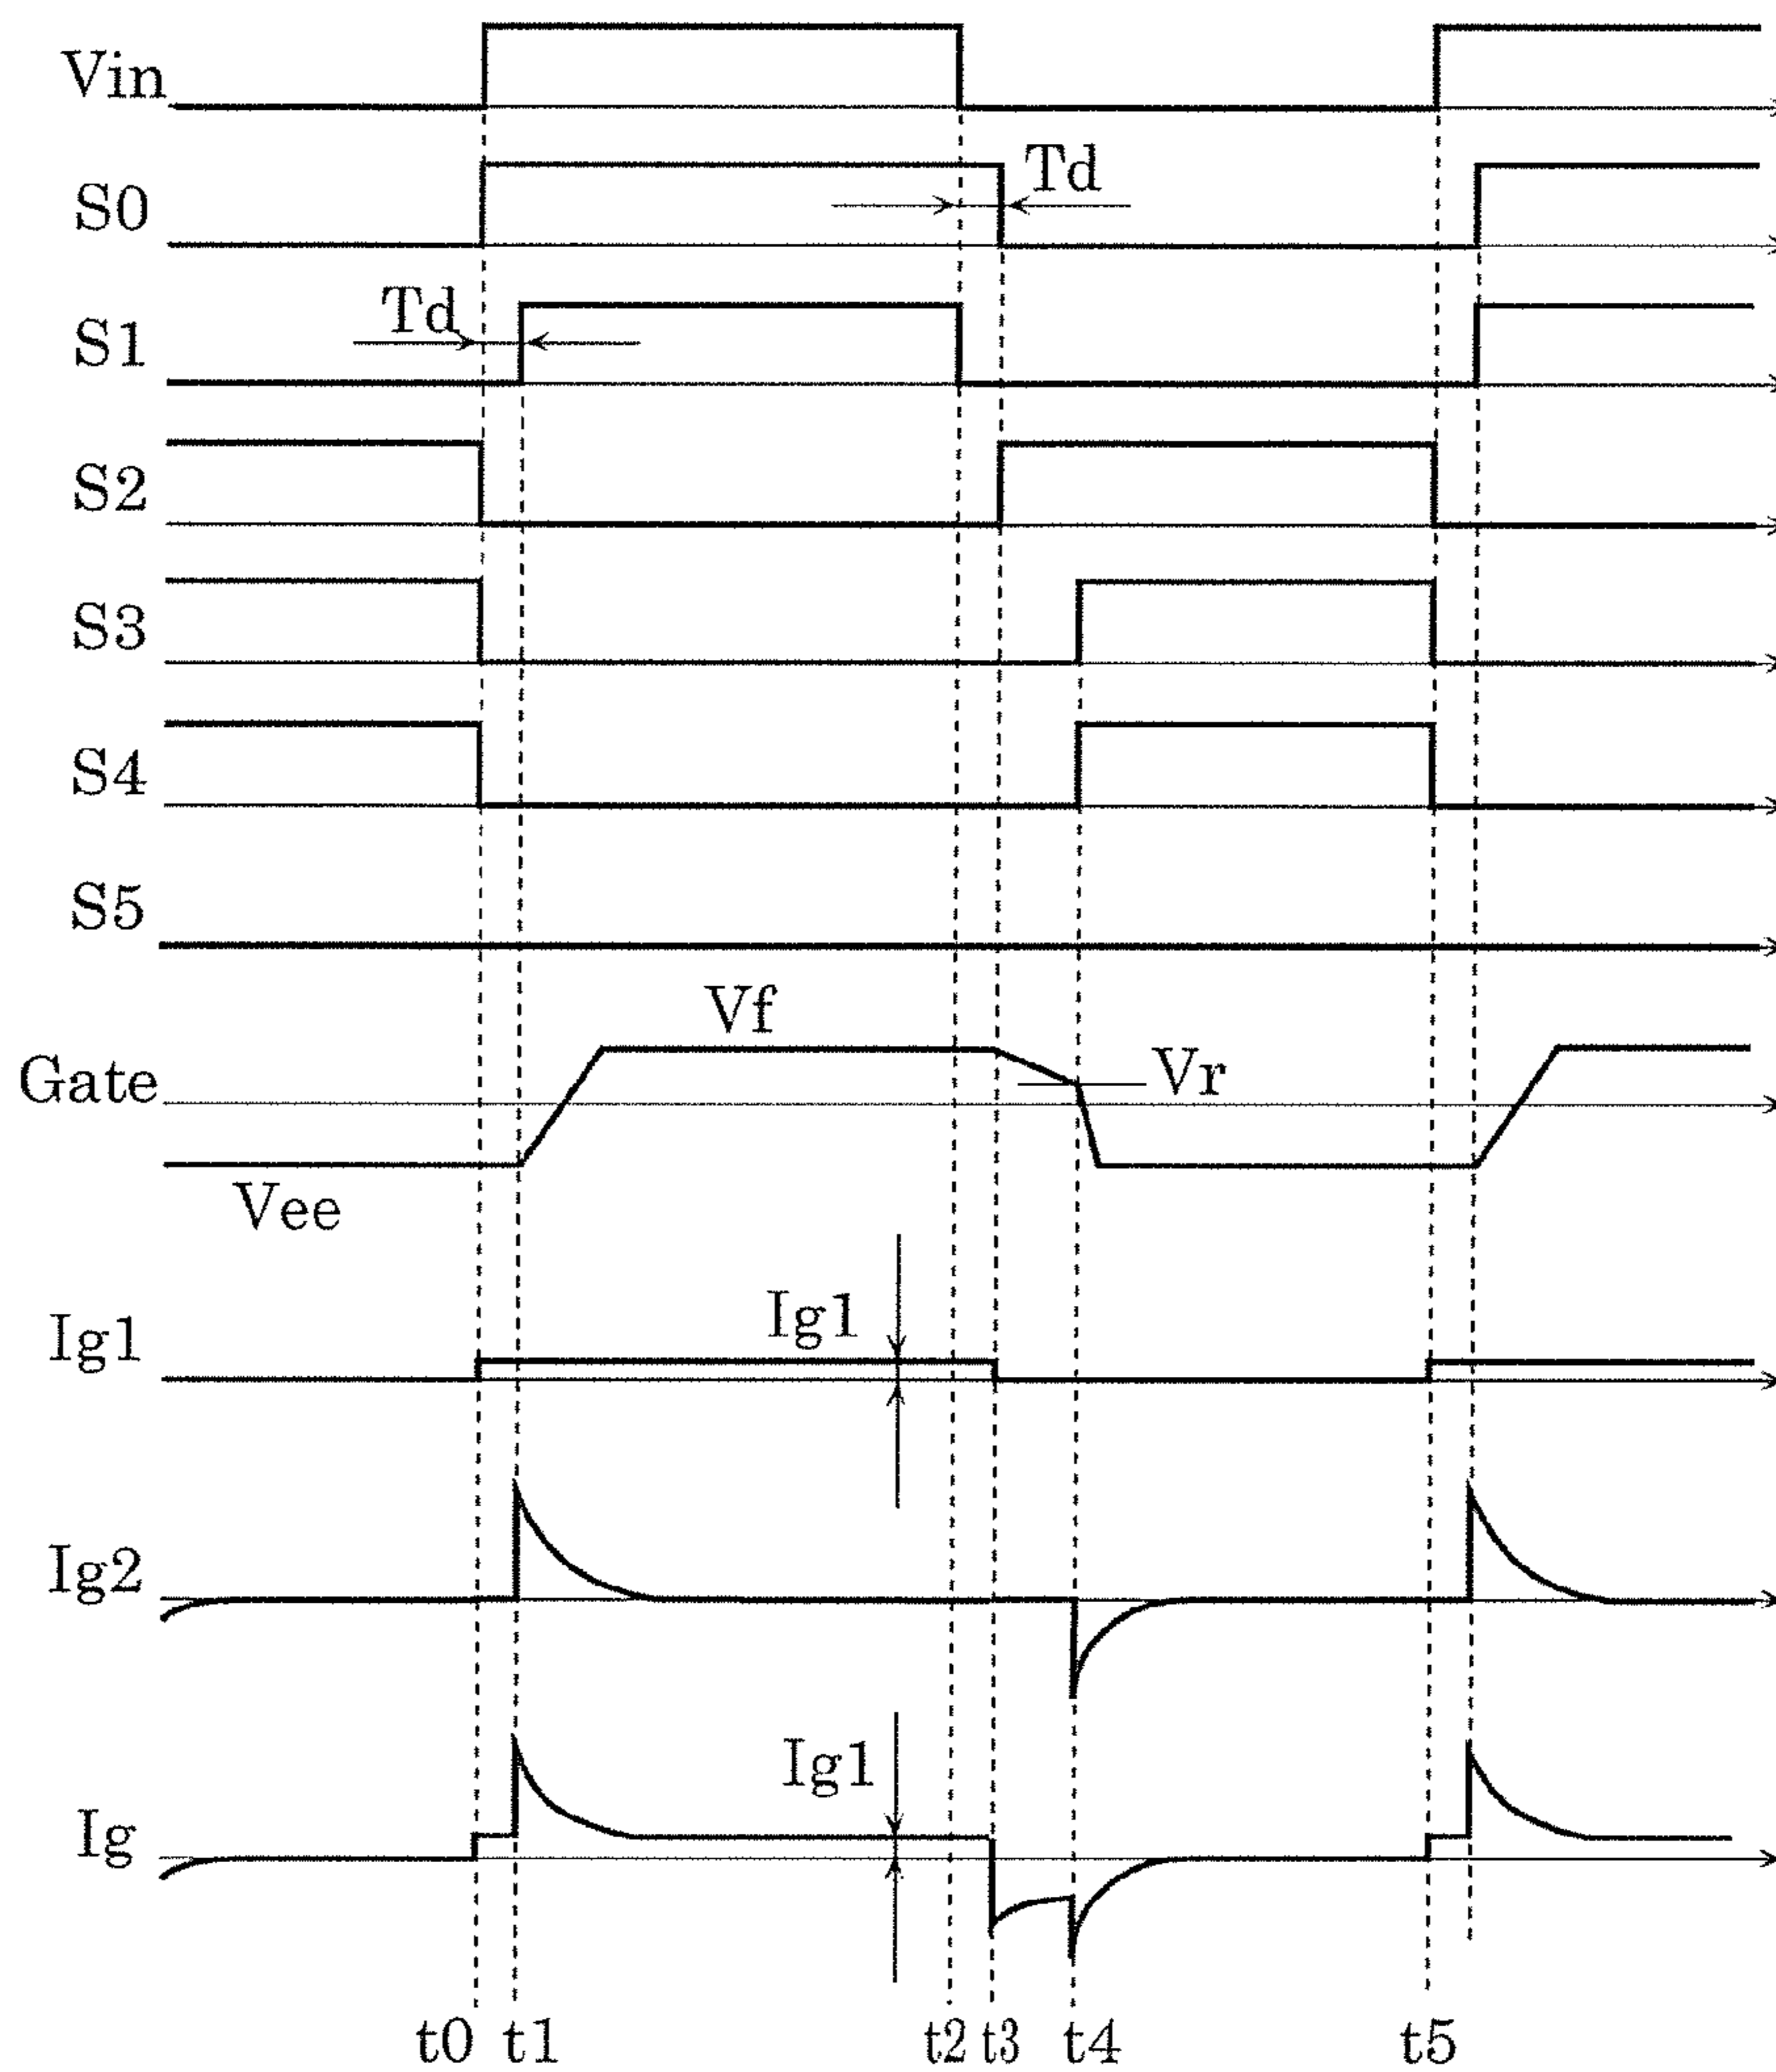 Vin
Td
S0
Td
S1
S2
S3
S4
S5
Vf
Gate
Vr
Vee
Ig1
Ig1
Ig2
Ig1
Ig
t0 t1 t2 t3 t4 t5